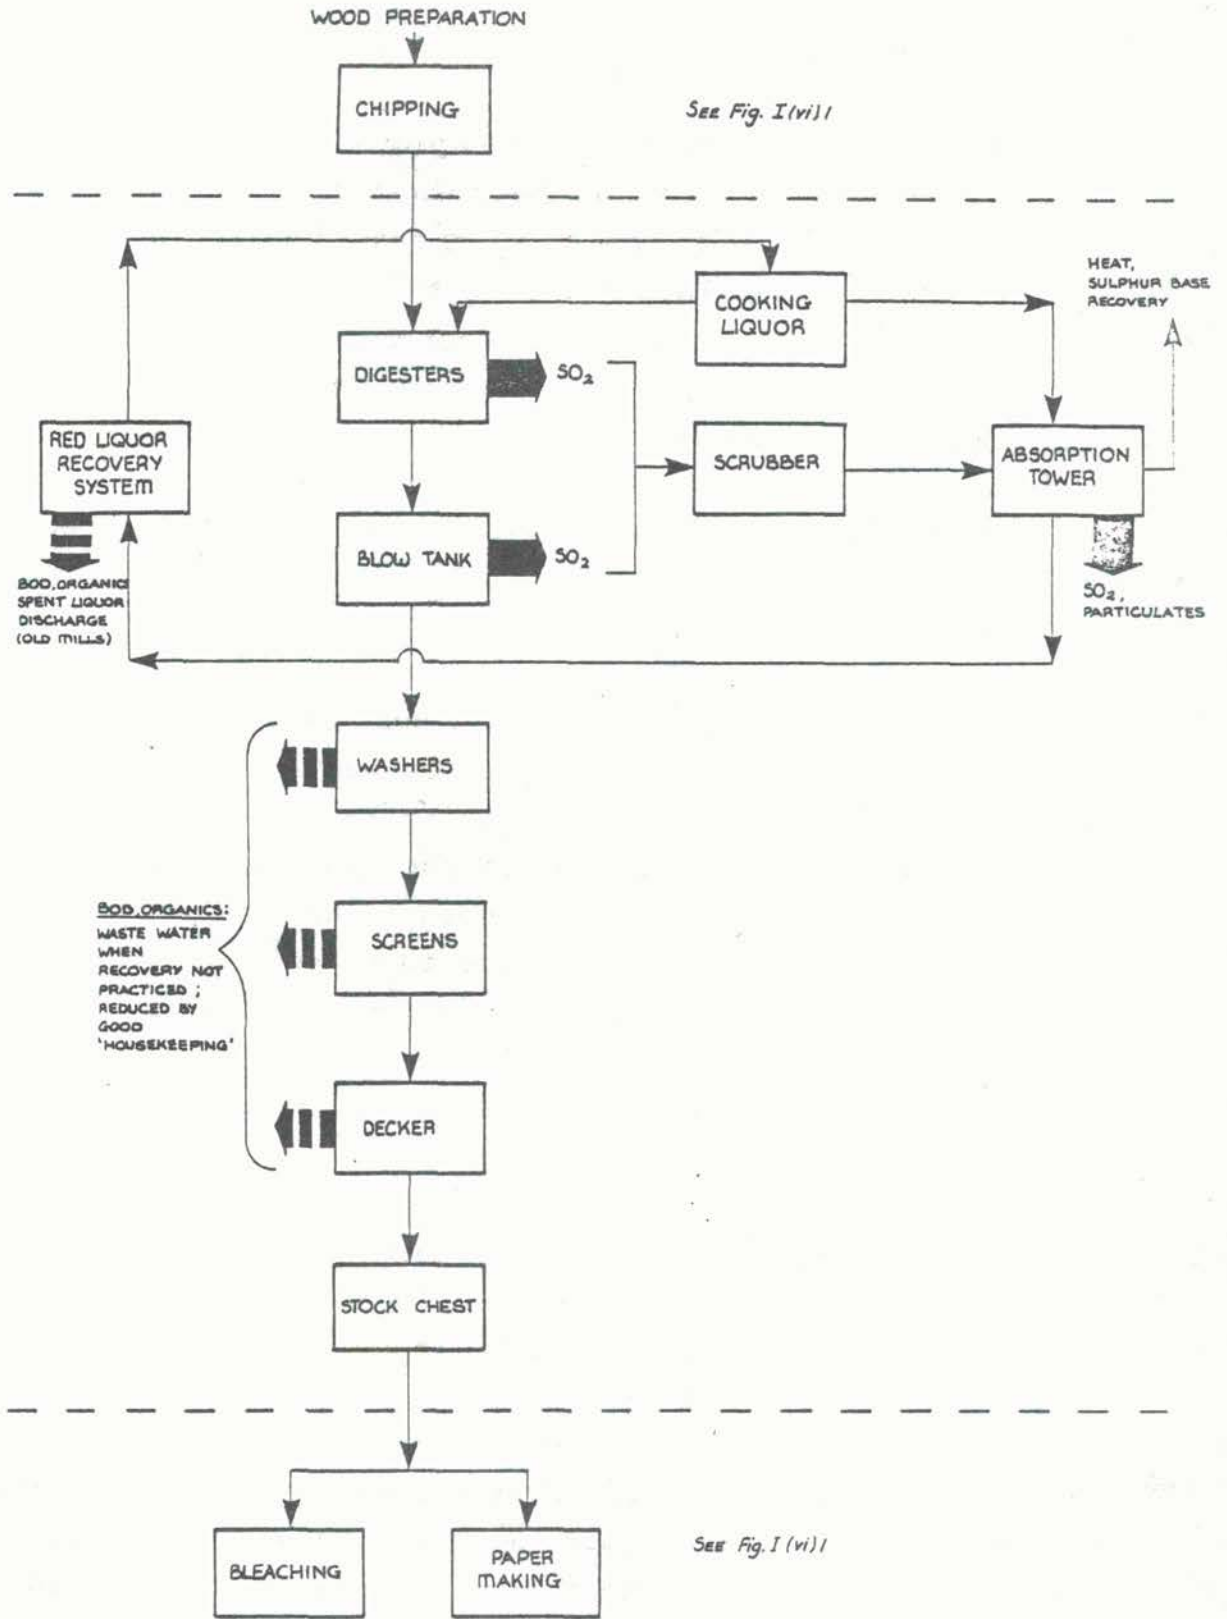 WOOD PREPARATION
CHIPPING
SEE Fig. I(vi)1
HEAT,
SULPHUR BASE
RECOVERY
COOKING
LIQUOR
DIGESTERS
SO₂
RED LIQUOR
RECOVERY
SYSTEM
SCRUBBER
ABSORPTION
TOWER
BLOW TANK
SO₂
BOD, ORGANIC
SPENT LIQUOR
DISCHARGE
(OLD MILLS)
SO₂,
PARTICULATES
WASHERS
BOD, ORGANICS:
WASTE WATER
WHEN
RECOVERY NOT
PRACTICED ;
REDUCED BY
GOOD
'HOUSEKEEPING'
SCREENS
DECKER
STOCK CHEST
BLEACHING
PAPER
MAKING
SEE Fig. I (vi) 1